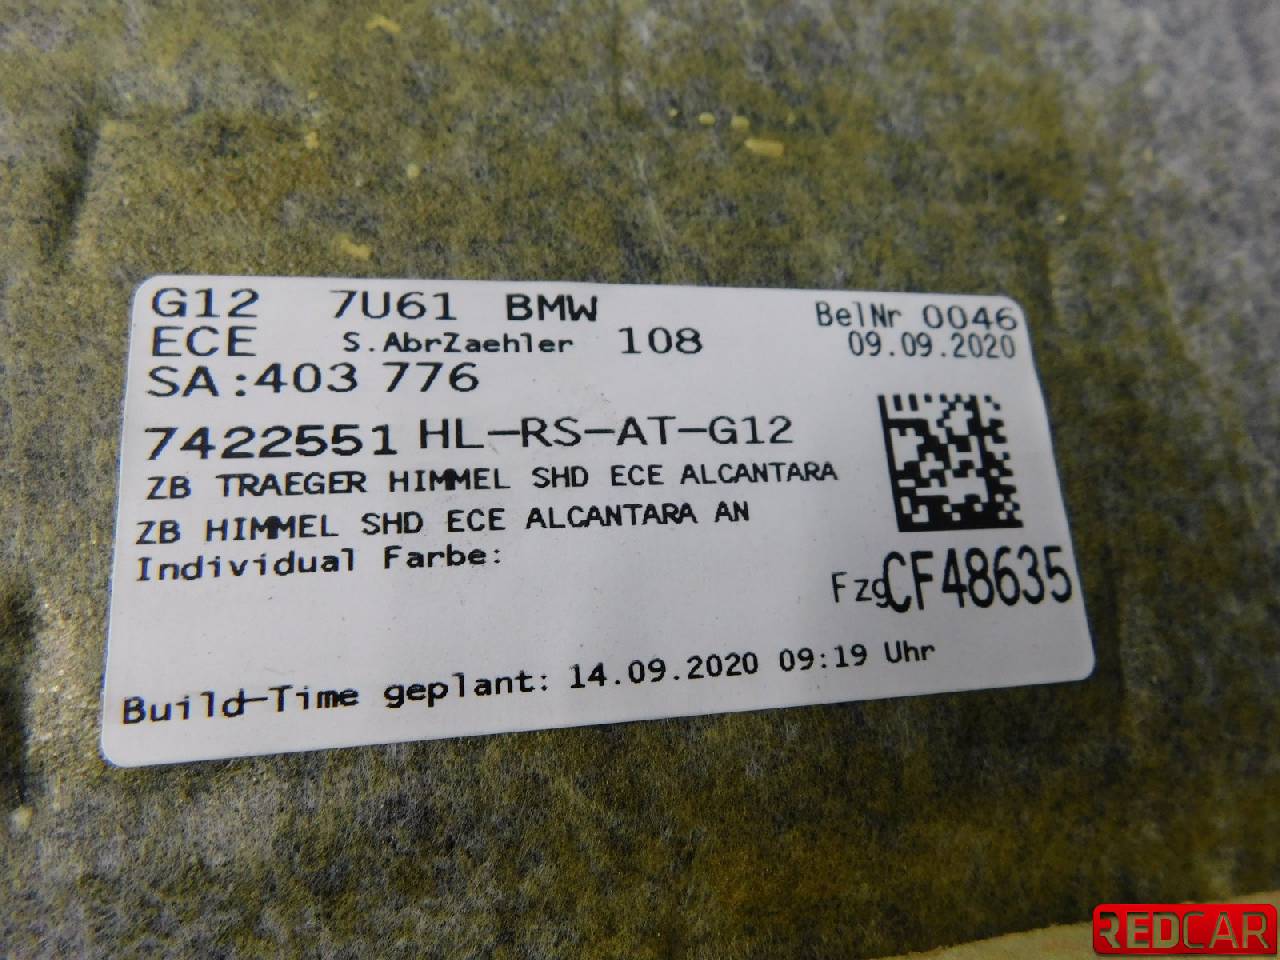 G12 7U61 BMW BelNr 0046
ECE S.AbrZaehler 108 09.09.2020
SA:403 776
7422551 HL-RS-AT-G12
ZB TRAEGER HIMMEL SHD ECE ALCANTARA
ZB HIMMEL SHD ECE ALCANTARA AN
Individual Farbe:
FzgCF48635
Build-Time geplant: 14.09.2020 09:19 Uhr
REDCAR